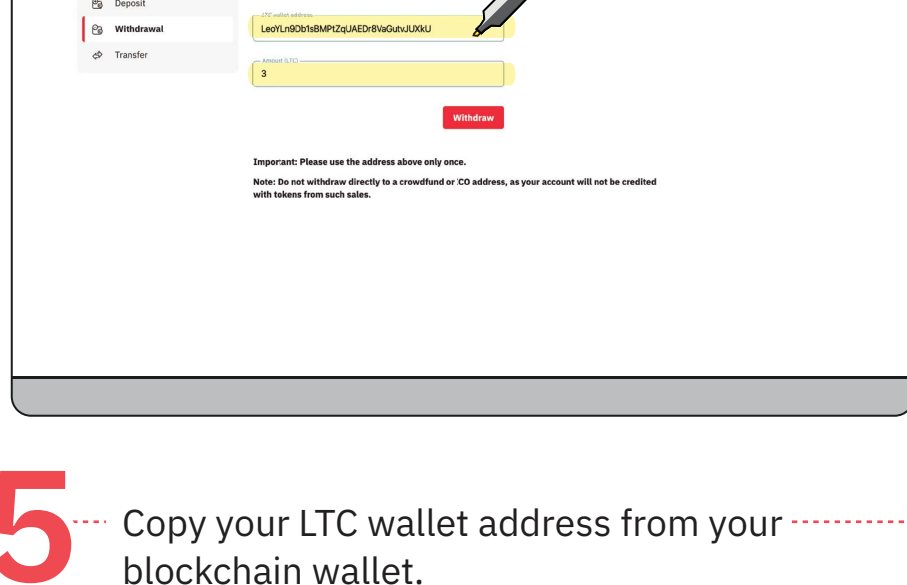 Deposit
LTC wallet address
LeoYLn9Db1sBMPtZqUAEDr8VaGutvJUXkU
Withdrawal
Transfer
Amount (LTC)
3
Withdraw
Important: Please use the address above only once.
Note: Do not withdraw directly to a crowdfund or ICO address, as your account will not be credited
with tokens from such sales.
5
Copy your LTC wallet address from your
blockchain wallet.